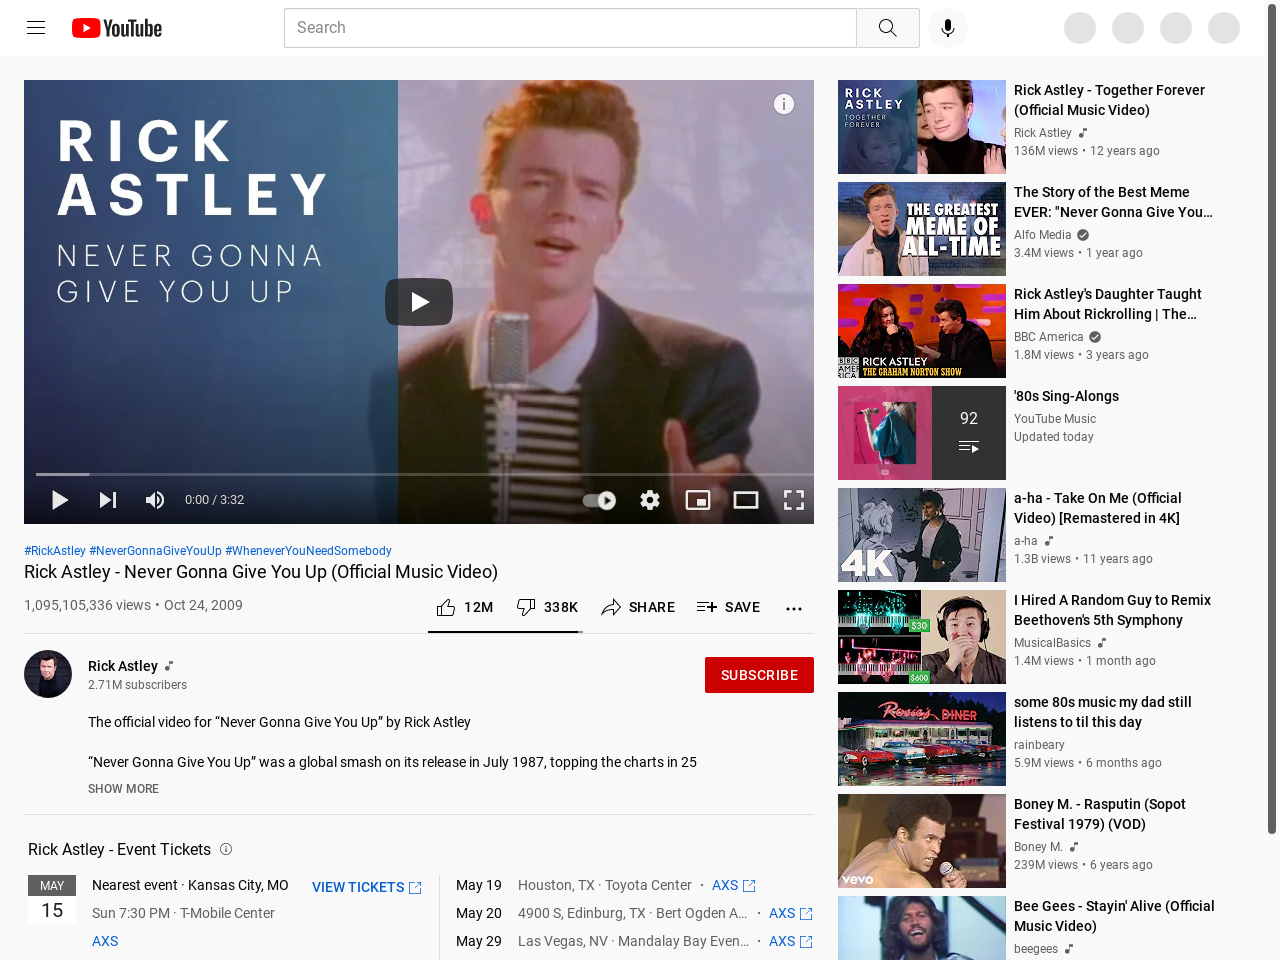 YouTube
Search
RICK
ASTLEY
NEVER GONNA
GIVE YOU UP
0:00 / 3:32
#RickAstley #NeverGonnaGiveYouUp #WheneverYouNeedSomebody
Rick Astley - Never Gonna Give You Up (Official Music Video)
1,095,105,336 views • Oct 24, 2009
12M
338K
SHARE
SAVE
Rick Astley
2.71M subscribers
SUBSCRIBE
The official video for “Never Gonna Give You Up” by Rick Astley
“Never Gonna Give You Up” was a global smash on its release in July 1987, topping the charts in 25
SHOW MORE
Rick Astley - Event Tickets
MAY
15
Nearest event · Kansas City, MO
VIEW TICKETS
Sun 7:30 PM · T-Mobile Center
AXS
May 19 Houston, TX · Toyota Center · AXS
May 20 4900 S, Edinburg, TX · Bert Ogden A... · AXS
May 29 Las Vegas, NV · Mandalay Bay Even... · AXS
RICK
ASTLEY
TOGETHER
FOREVER
Rick Astley - Together Forever
(Official Music Video)
Rick Astley
136M views • 12 years ago
THE GREATEST
MEME OF
ALL-TIME
The Story of the Best Meme
EVER: "Never Gonna Give You...
Alfo Media
3.4M views • 1 year ago
BBC
AMER
ICA
RICK ASTLEY
THE GRAHAM NORTON SHOW
Rick Astley's Daughter Taught
Him About Rickrolling | The...
BBC America
1.8M views • 3 years ago
92
'80s Sing-Alongs
YouTube Music
Updated today
4K
a-ha - Take On Me (Official
Video) [Remastered in 4K]
a-ha
1.3B views • 11 years ago
$30
$600
I Hired A Random Guy to Remix
Beethoven's 5th Symphony
MusicalBasics
1.4M views • 1 month ago
Rosie's DINER
some 80s music my dad still
listens to til this day
rainbeary
5.9M views • 6 months ago
vevo
Boney M. - Rasputin (Sopot
Festival 1979) (VOD)
Boney M.
239M views • 6 years ago
Bee Gees - Stayin' Alive (Official
Music Video)
beegees